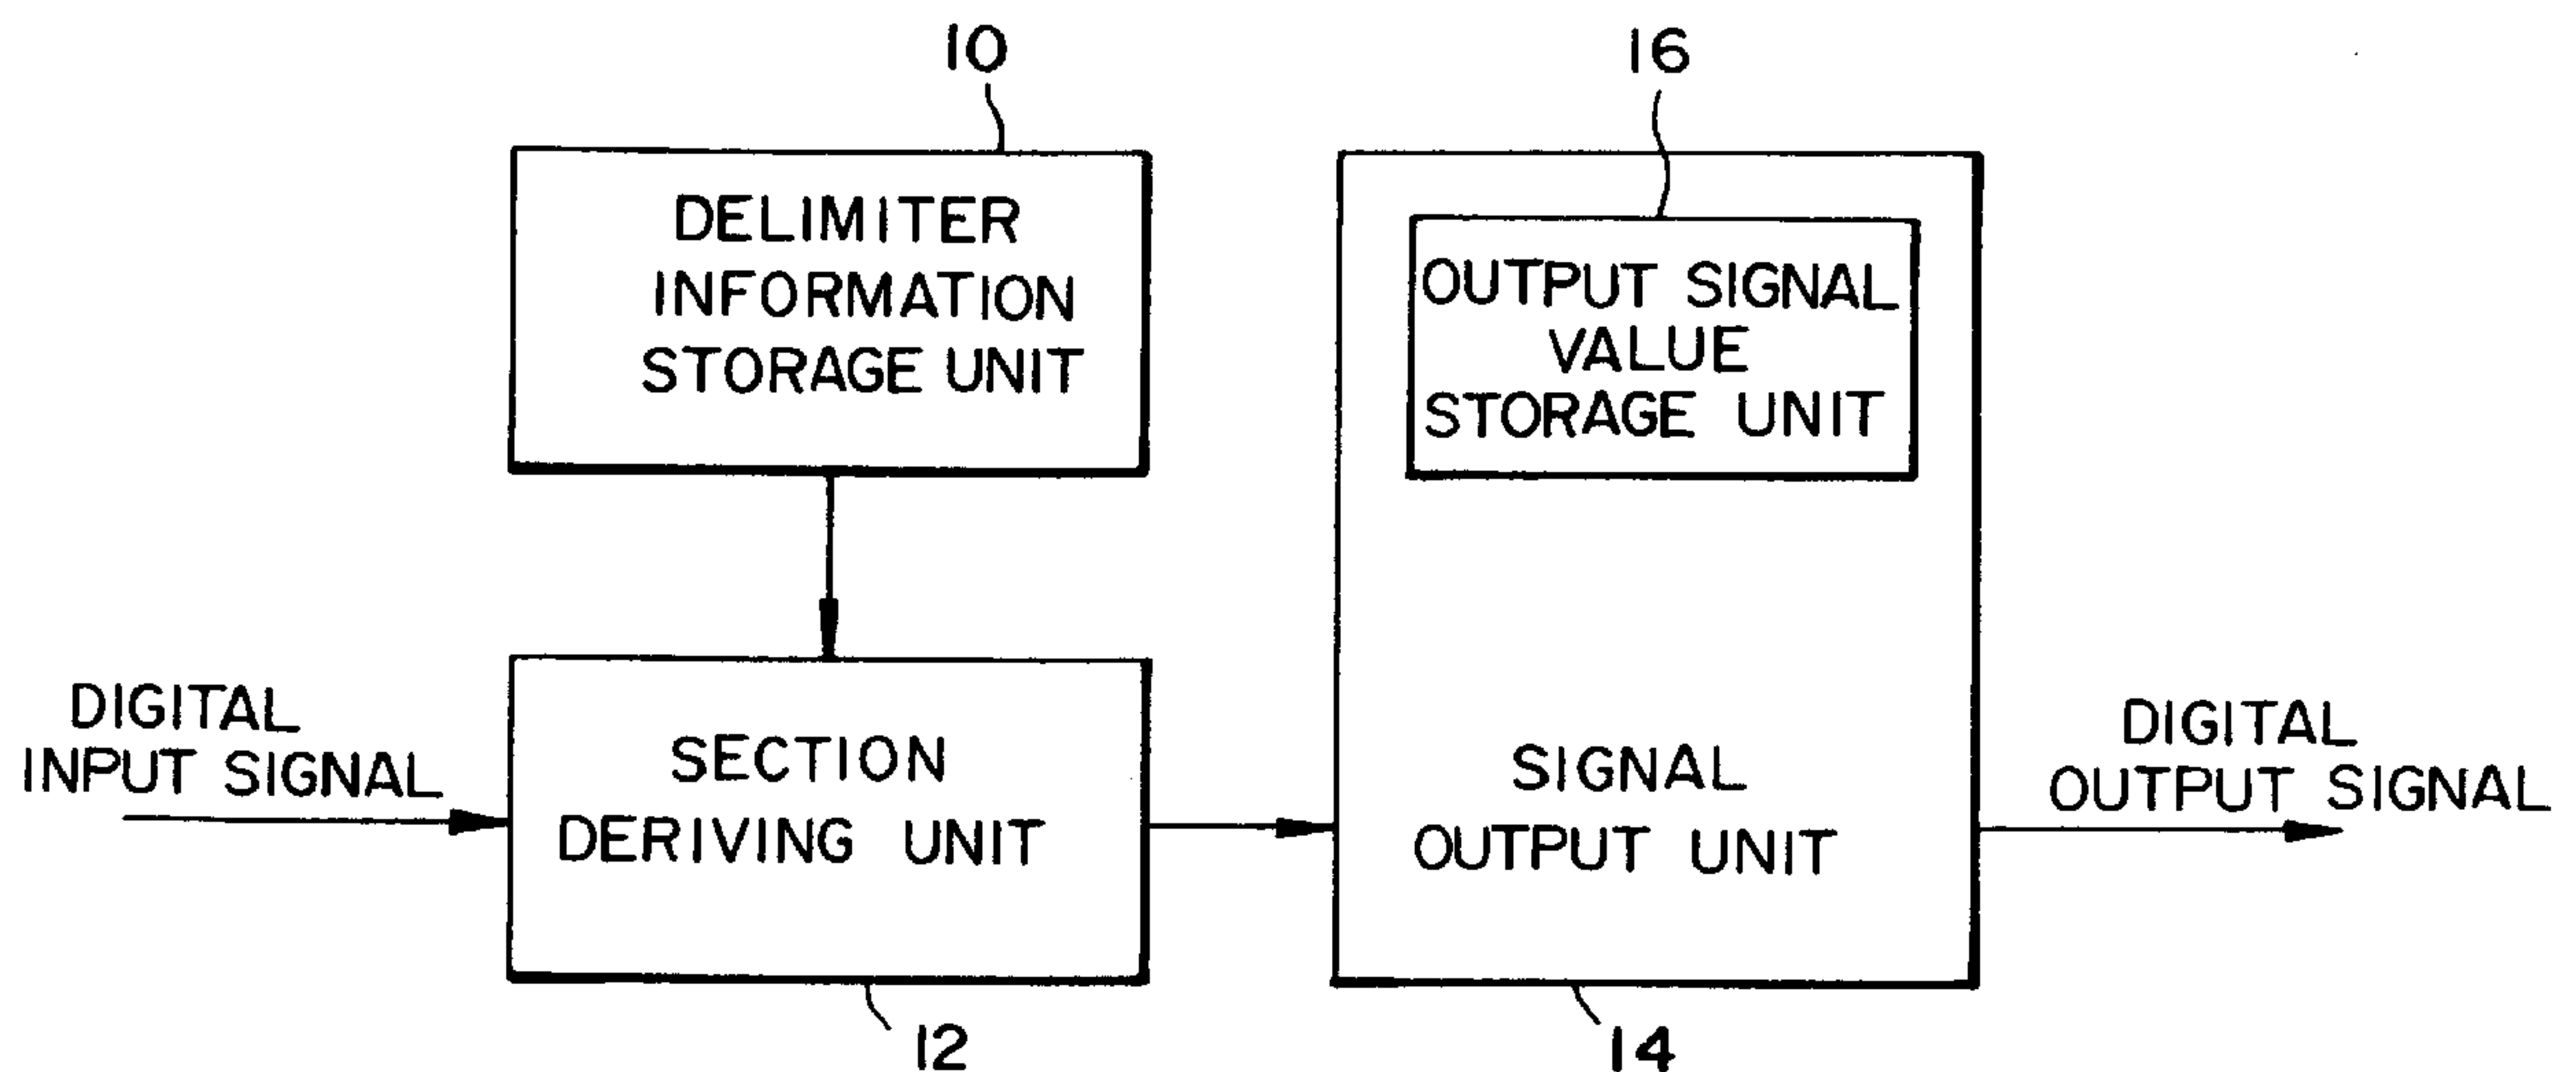 10
16
DELIMITER
INFORMATION
STORAGE UNIT
OUTPUT SIGNAL
VALUE
STORAGE UNIT
DIGITAL
INPUT SIGNAL
SECTION
DERIVING UNIT
SIGNAL
OUTPUT UNIT
DIGITAL
OUTPUT SIGNAL
12
14